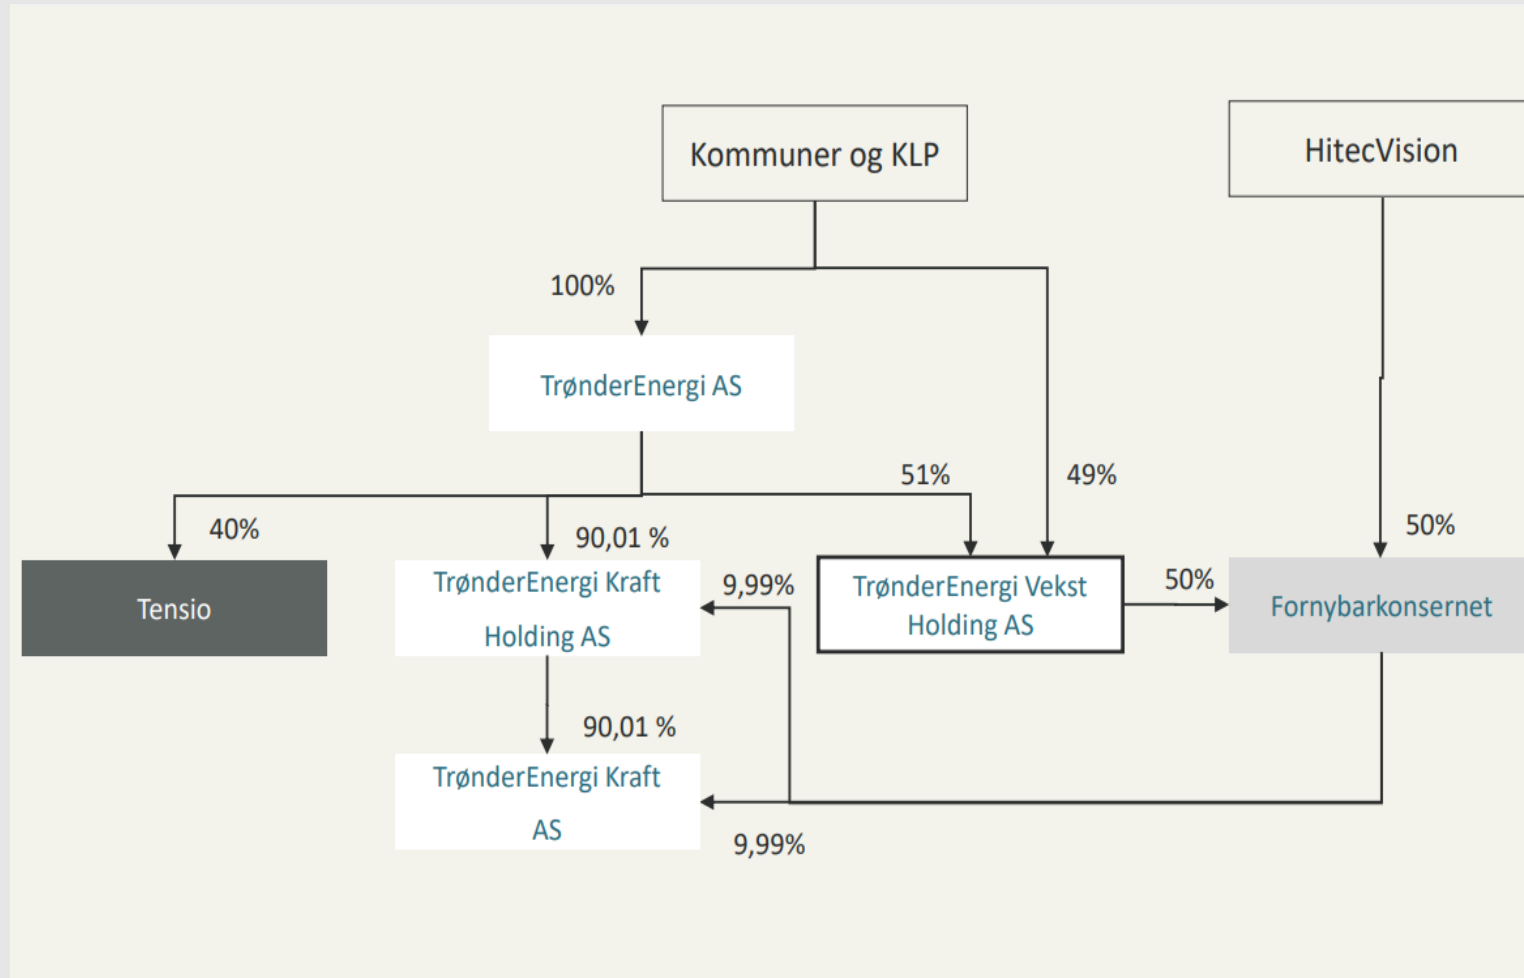 Kommuner og KLP
HitecVision
100%
TrønderEnergi AS
51%
49%
40%
90,01 %
50%
Tensio
TrønderEnergi Kraft
Holding AS
9,99%
TrønderEnergi Vekst
Holding AS
50%
Fornybarkonsernet
90,01 %
TrønderEnergi Kraft
AS
9,99%